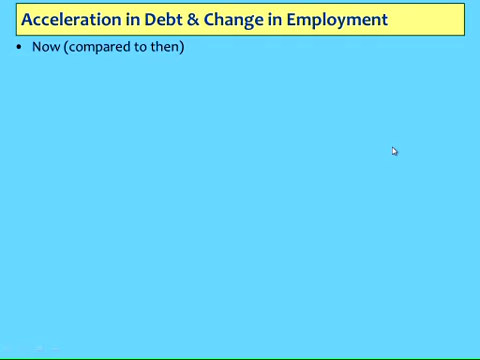 Acceleration in Debt & Change in Employment
• Now (compared to then)